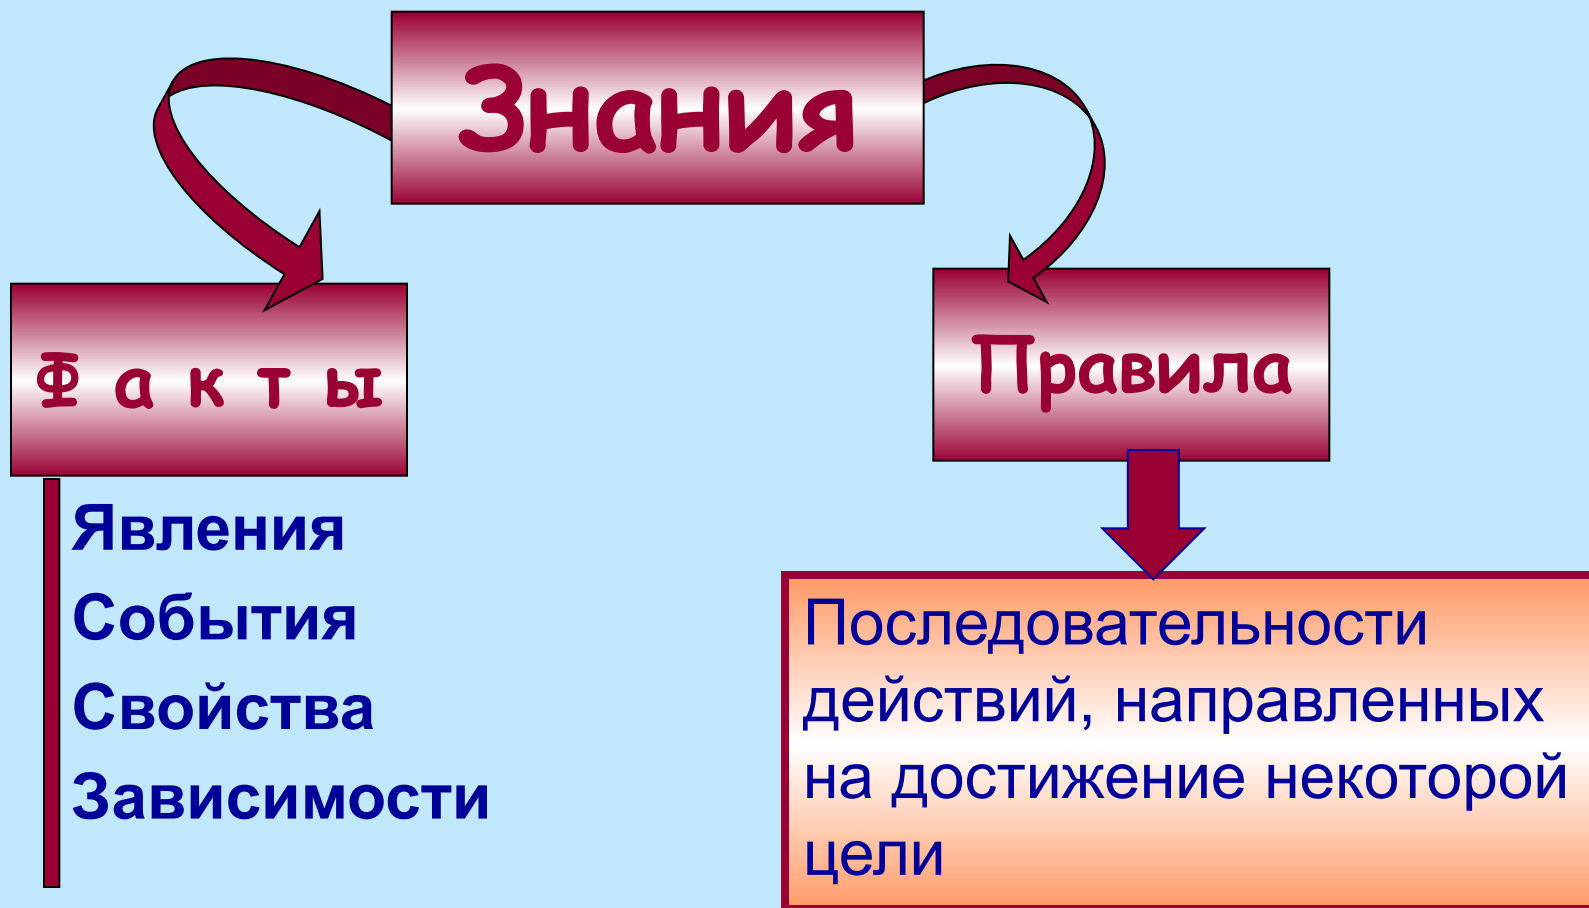 Знания
Ф а к т ы
Правила
Явления
События
Свойства
Зависимости
Последовательности
действий, направленных
на достижение некоторой
цели